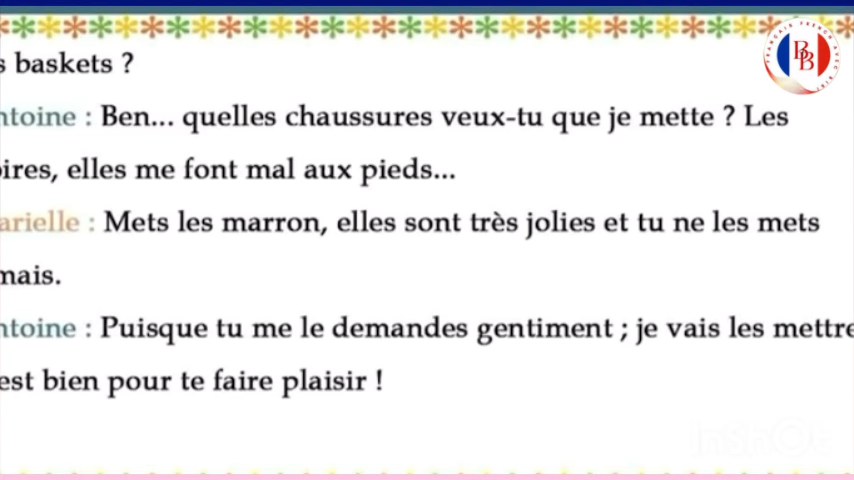 s baskets ?
ntoine : Ben... quelles chaussures veux-tu que je mette ? Les
oires, elles me font mal aux pieds...
arielle : Mets les marron, elles sont très jolies et tu ne les mets
mais.
ntoine : Puisque tu me le demandes gentiment ; je vais les mettre
est bien pour te faire plaisir !
BB
InShOt